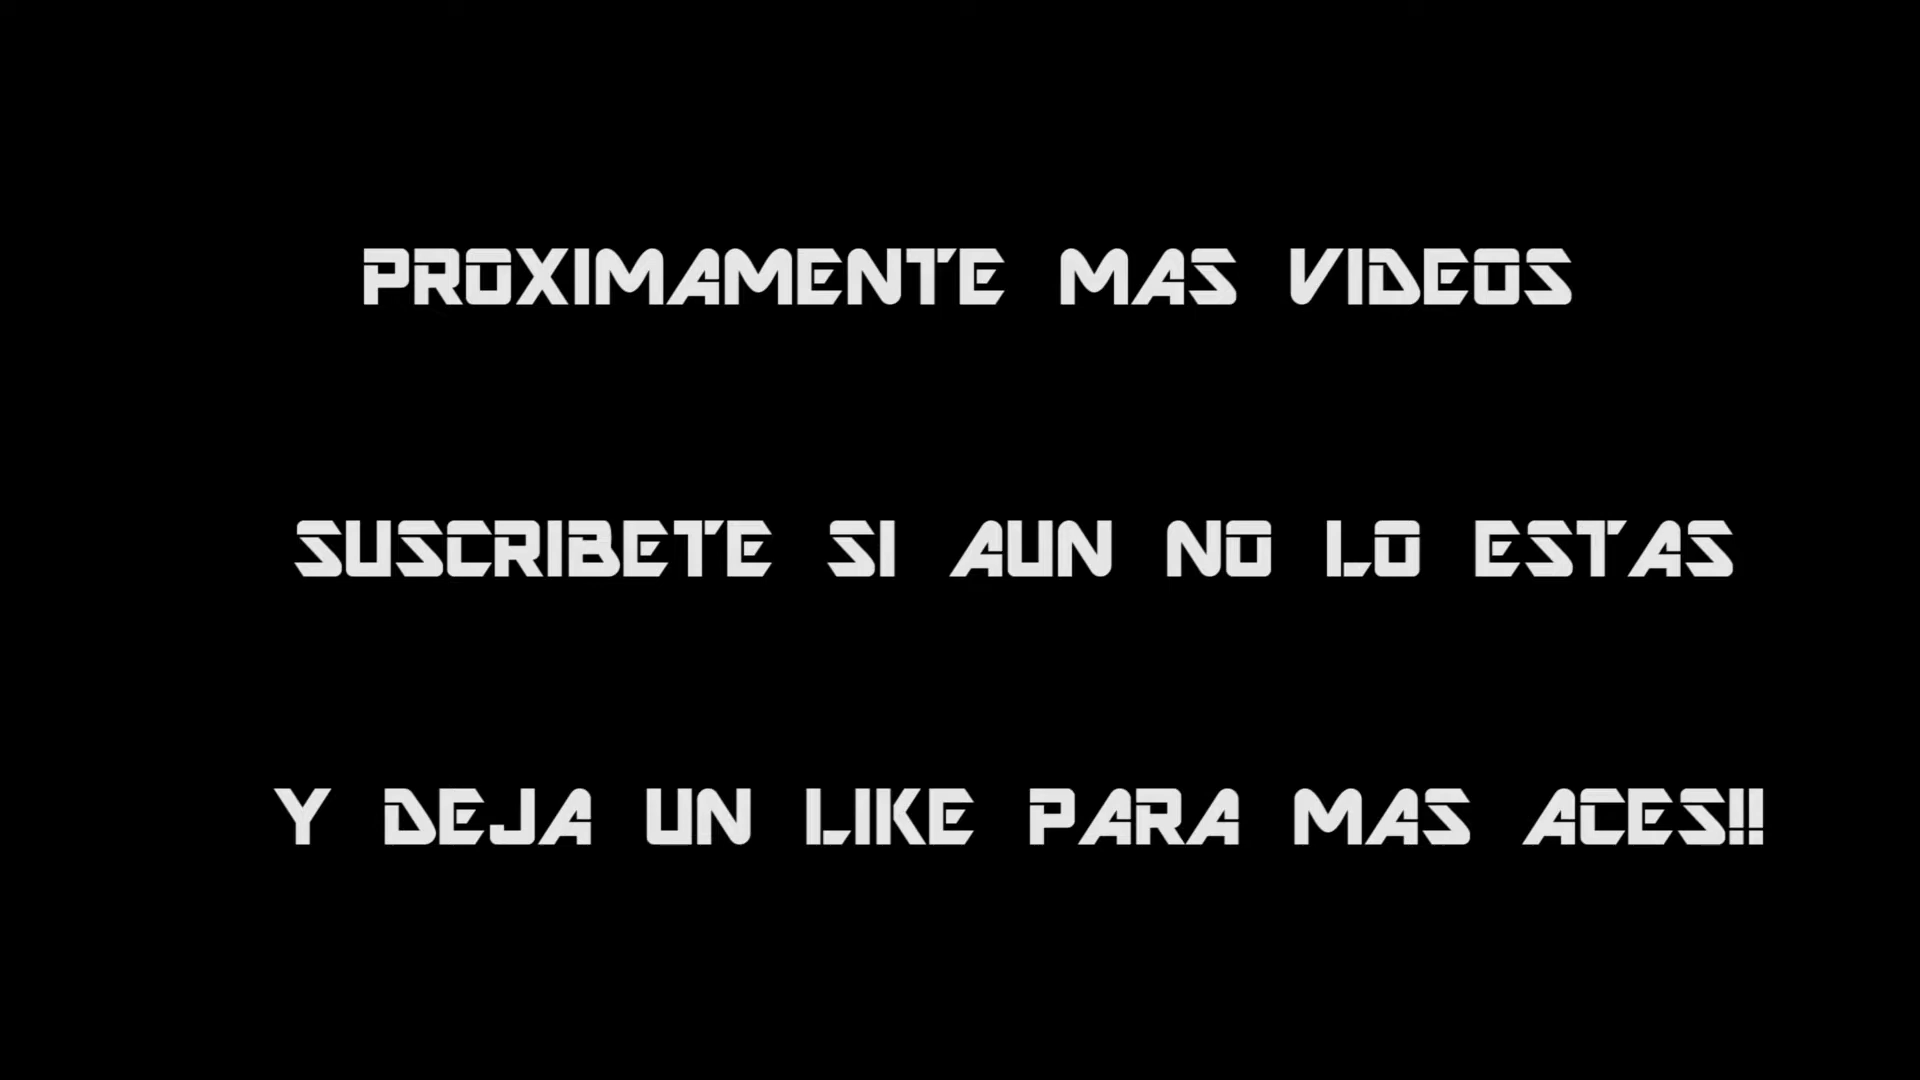 PROXIMAMENTE MAS VIDEOS
SUSCRIBETE SI AUN NO LO ESTAS
Y DEJA UN LIKE PARA MAS ACES!!